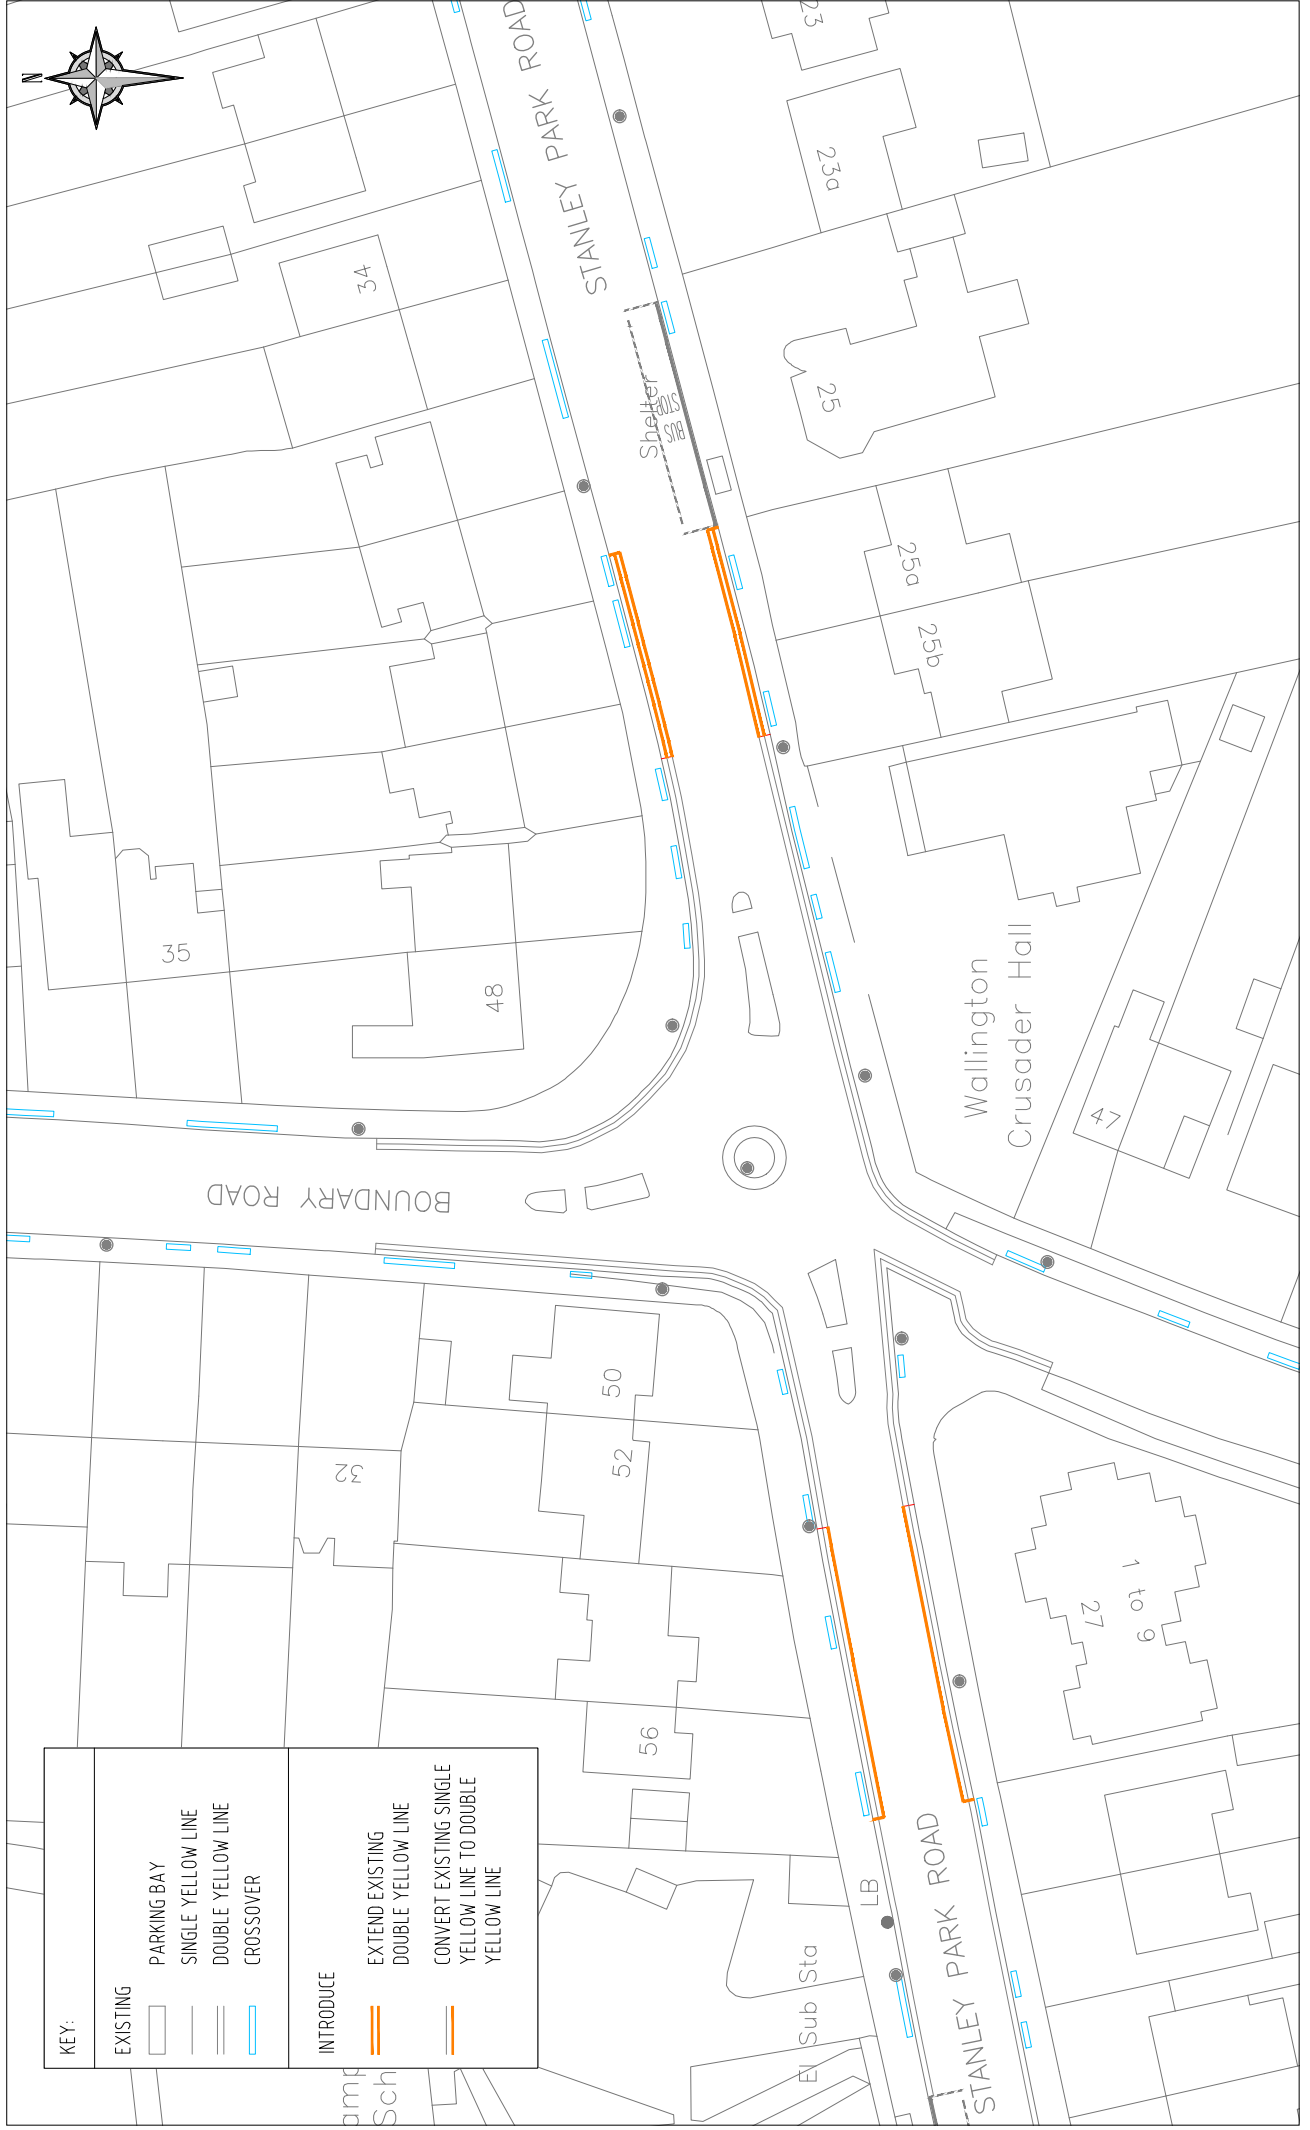 N
KEY:
EXISTING
PARKING BAY
SINGLE YELLOW LINE
DOUBLE YELLOW LINE
CROSSOVER
INTRODUCE
EXTEND EXISTING
DOUBLE YELLOW LINE
CONVERT EXISTING SINGLE
YELLOW LINE TO DOUBLE
YELLOW LINE
amp
Sch
35
34
48
32
50
52
56
BOUNDARY ROAD
STANLEY PARK ROAD
Shelter
BUS
STOP
23
23a
25
25a
25b
Wallington
Crusader Hall
47
27
1 to 9
LB
El Sub Sta
STANLEY PARK ROAD